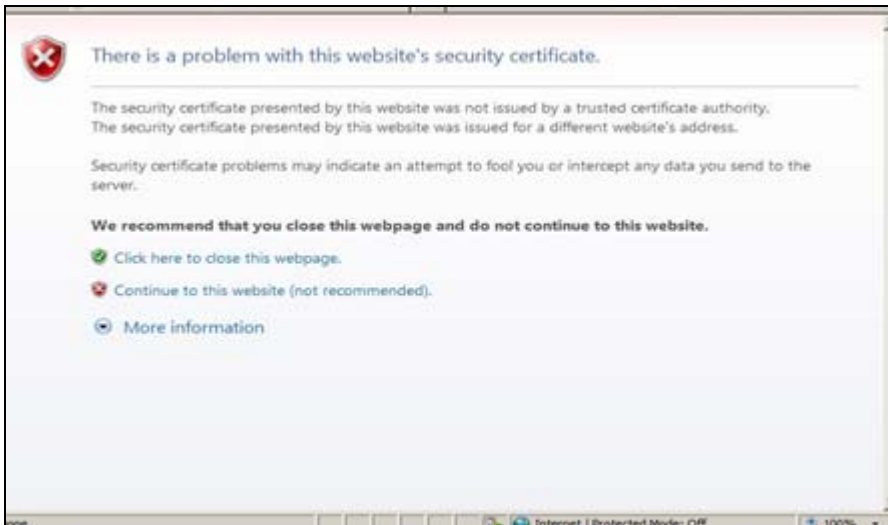 There is a problem with this website's security certificate.
The security certificate presented by this website was not issued by a trusted certificate authority.
The security certificate presented by this website was issued for a different website's address.
Security certificate problems may indicate an attempt to fool you or intercept any data you send to the
server.
We recommend that you close this webpage and do not continue to this website.
Click here to close this webpage.
Continue to this website (not recommended).
More information
Internet | Protected Mode: Off
100%